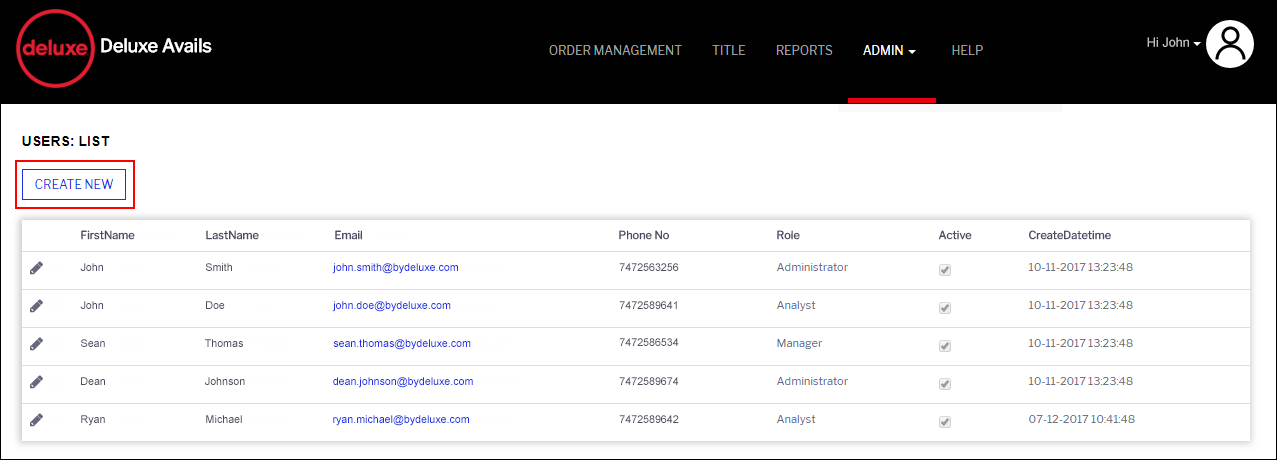 deluxe Deluxe Avails
ORDER MANAGEMENT TITLE REPORTS ADMIN HELP
Hi John
USERS: LIST
CREATE NEW
FirstName LastName Email Phone No Role Active CreateDatetime
John Smith john.smith@bydeluxe.com 7472563256 Administrator 10-11-2017 13:23:48
John Doe john.doe@bydeluxe.com 7472589641 Analyst 10-11-2017 13:23:48
Sean Thomas sean.thomas@bydeluxe.com 7472586534 Manager 10-11-2017 13:23:48
Dean Johnson dean.johnson@bydeluxe.com 7472589674 Administrator 10-11-2017 13:23:48
Ryan Michael ryan.michael@bydeluxe.com 7472589642 Analyst 07-12-2017 10:41:48